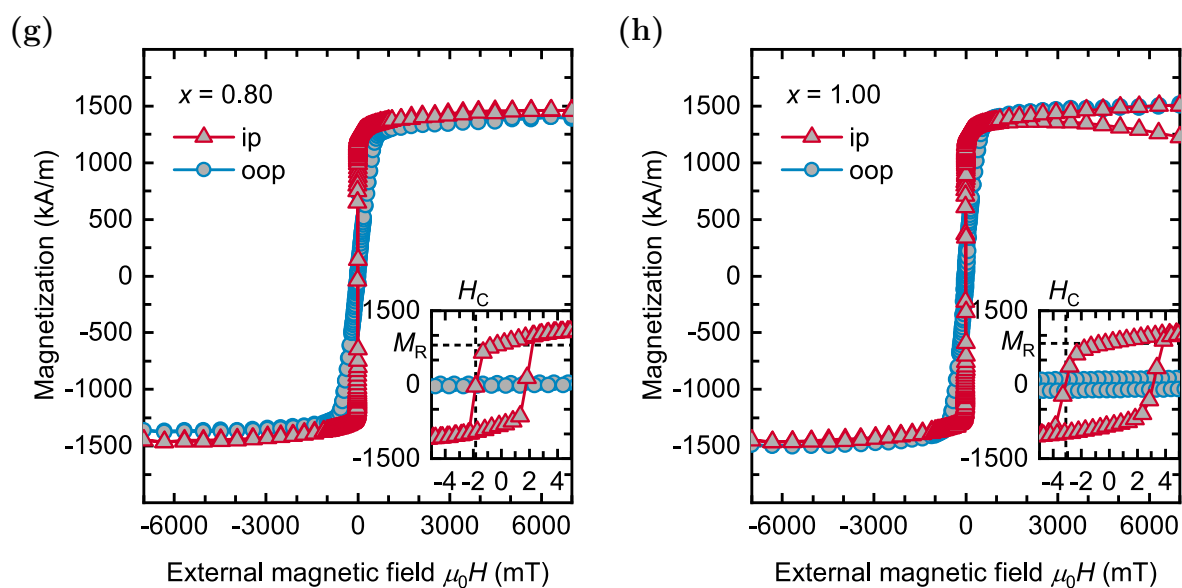 (g)
Magnetization (kA/m)
1500
1000
500
0
-500
-1000
-1500
x = 0.80
ip
oop
H_C
M_R
1500
0
-1500
-4 -2 0 2 4
-6000 -3000 0 3000 6000
External magnetic field μ₀H (mT)
(h)
Magnetization (kA/m)
1500
1000
500
0
-500
-1000
-1500
x = 1.00
ip
oop
H_C
M_R
1500
0
-1500
-4 -2 0 2 4
-6000 -3000 0 3000 6000
External magnetic field μ₀H (mT)